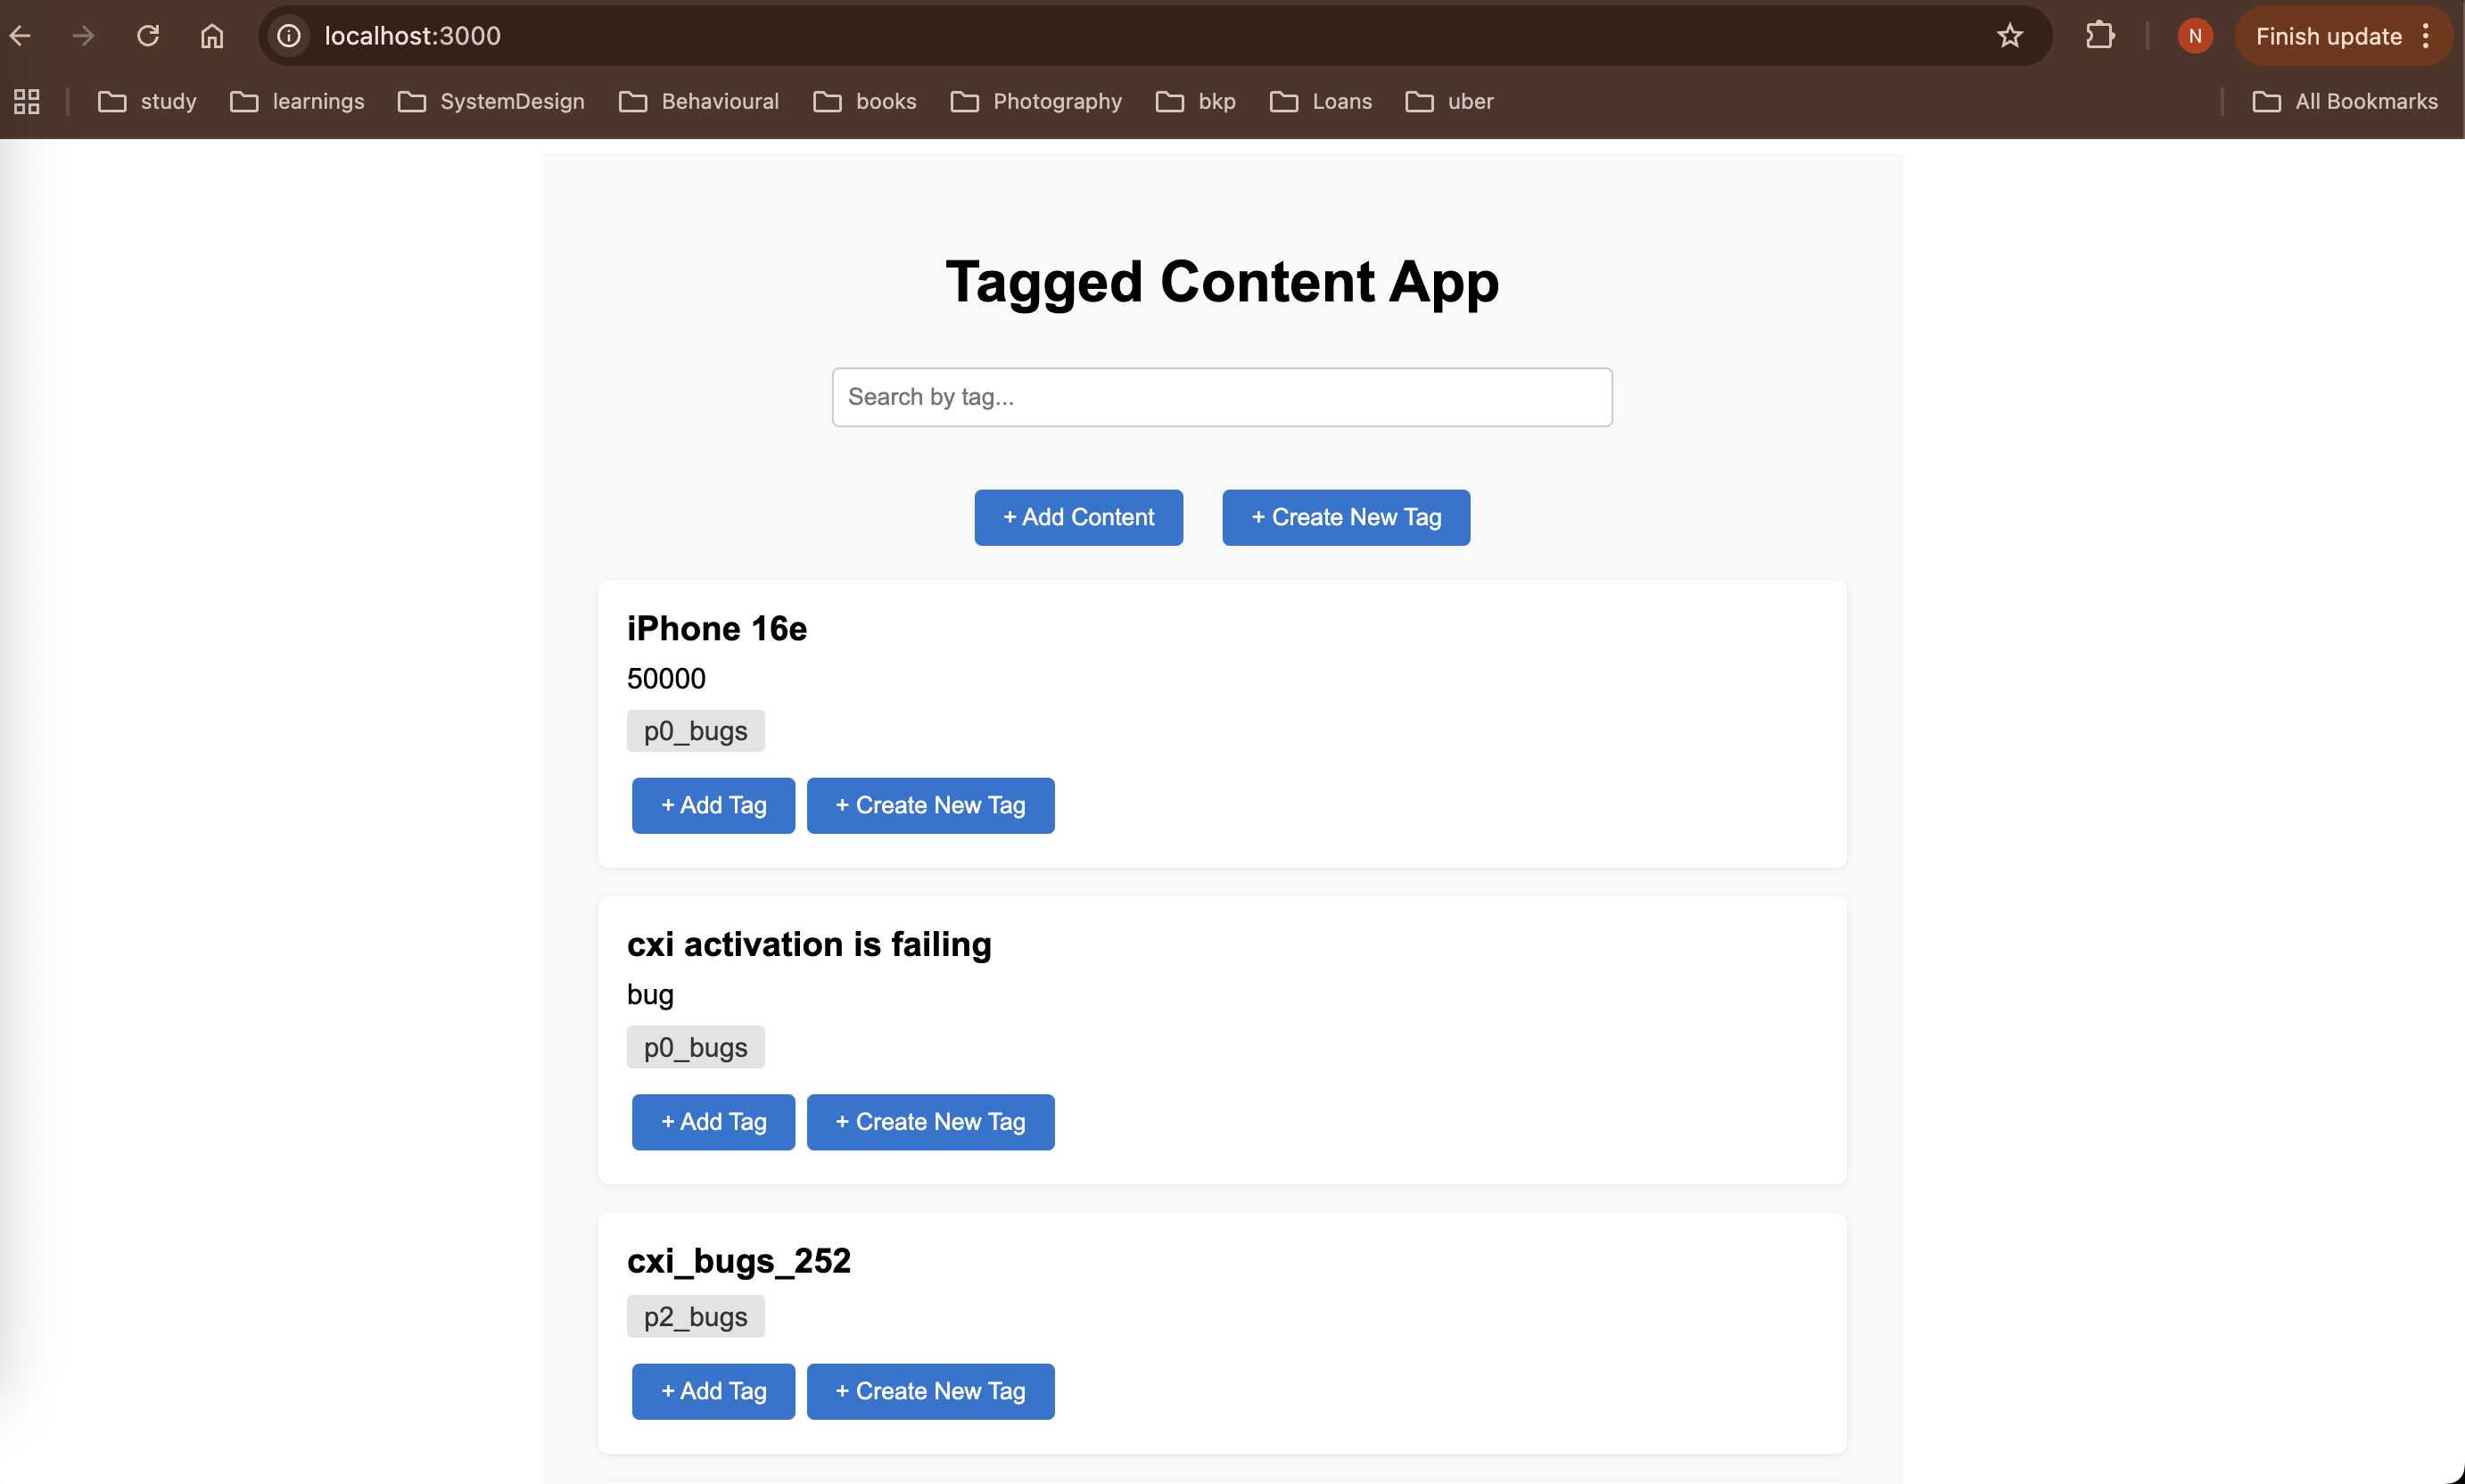 localhost:3000
N
Finish update
study learnings SystemDesign Behavioural books Photography bkp Loans uber All Bookmarks
Tagged Content App
Search by tag...
+ Add Content + Create New Tag
iPhone 16e
50000
p0_bugs
+ Add Tag + Create New Tag
cxi activation is failing
bug
p0_bugs
+ Add Tag + Create New Tag
cxi_bugs_252
p2_bugs
+ Add Tag + Create New Tag